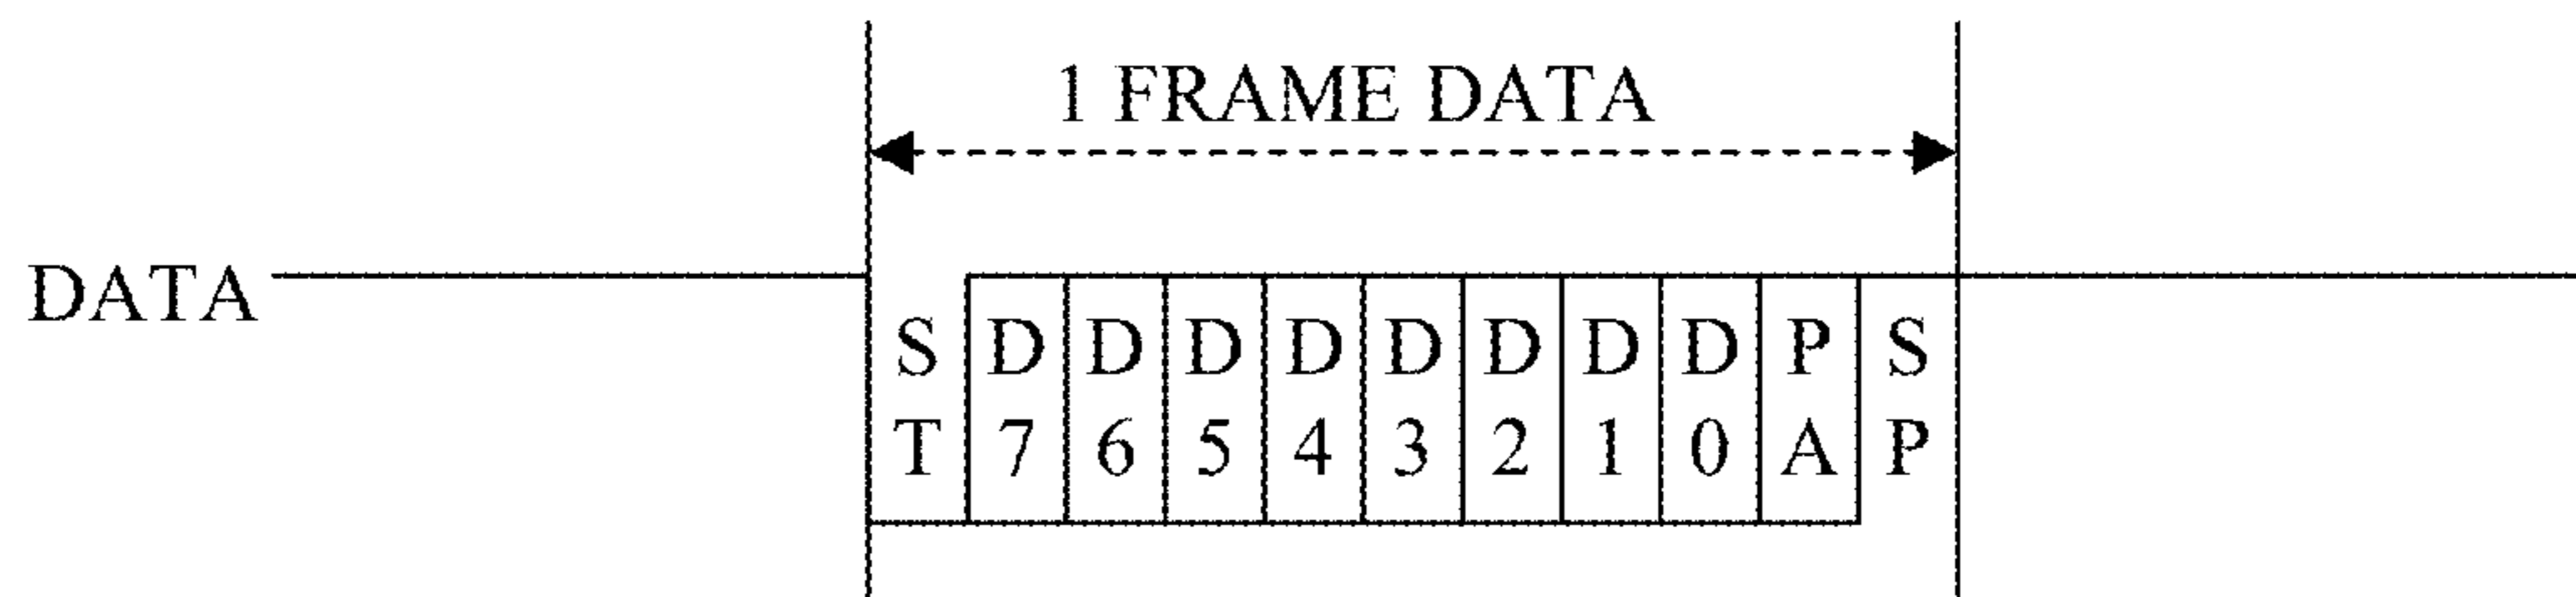 1 FRAME DATA
DATA
S D D D D D D D D P S
T 7 6 5 4 3 2 1 0 A P